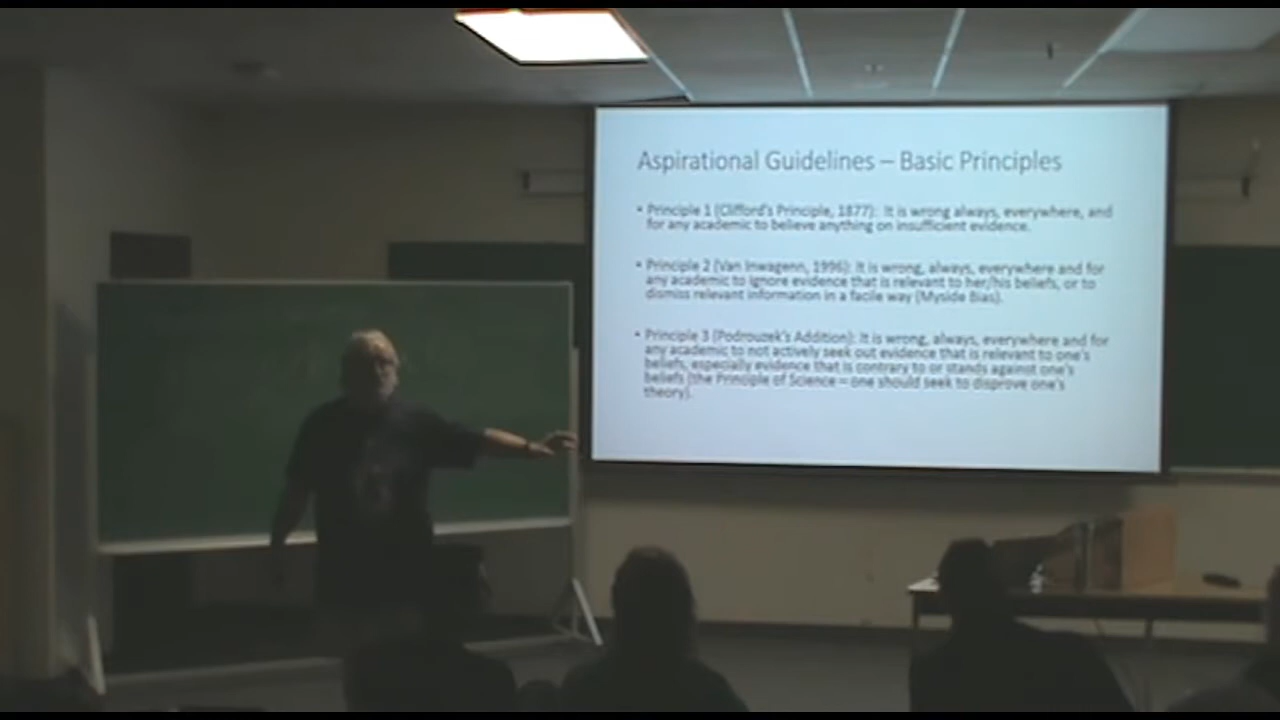 Aspirational Guidelines – Basic Principles
• Principle 1 (Clifford's Principle, 1877): It is wrong always, everywhere, and
for any academic to believe anything on insufficient evidence.
• Principle 2 (Van Inwagenn, 1996): It is wrong, always, everywhere and for
any academic to ignore evidence that is relevant to her/his beliefs, or to
dismiss relevant information in a facile way (Myside Bias).
• Principle 3 (Podrouzek's Addition): It is wrong, always, everywhere and for
any academic to not actively seek out evidence that is relevant to one's
beliefs, especially evidence that is contrary to or stands against one's
beliefs (the Principle of Science – one should seek to disprove one's
theory).